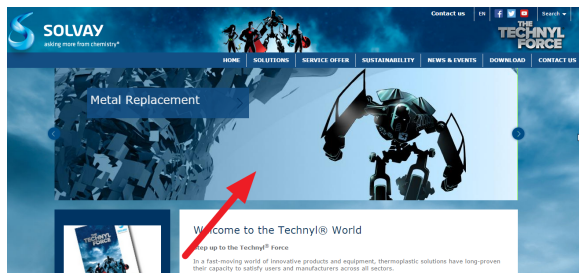 Contact us EN Search
SOLVAY
asking more from chemistry®
THE
TECHNYL
FORCE
HOME SOLUTIONS SERVICE OFFER SUSTAINABILITY NEWS & EVENTS DOWNLOAD CONTACT US
Metal Replacement
THE
TECHNYL
FORCE
Welcome to the Technyl® World
Step up to the Technyl® Force
In a fast-moving world of innovative products and equipment, thermoplastic solutions have long-proven
their capacity to satisfy users and manufacturers across all sectors.